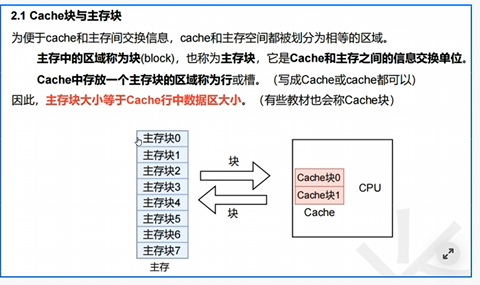 2.1 Cache块与主存块
为便于cache和主存间交换信息，cache和主存空间都被划分为相等的区域。
主存中的区域称为块(block)，也称为主存块，它是Cache和主存之间的信息交换单位。
Cache中存放一个主存块的区域称为行或槽。（写成Cache或cache都可以）
因此，主存块大小等于Cache行中数据区大小。（有些教材也会称Cache块）
主存块0
主存块1
主存块2
主存块3
主存块4
主存块5
主存块6
主存块7
主存
块
块
Cache块0
Cache块1
Cache
CPU